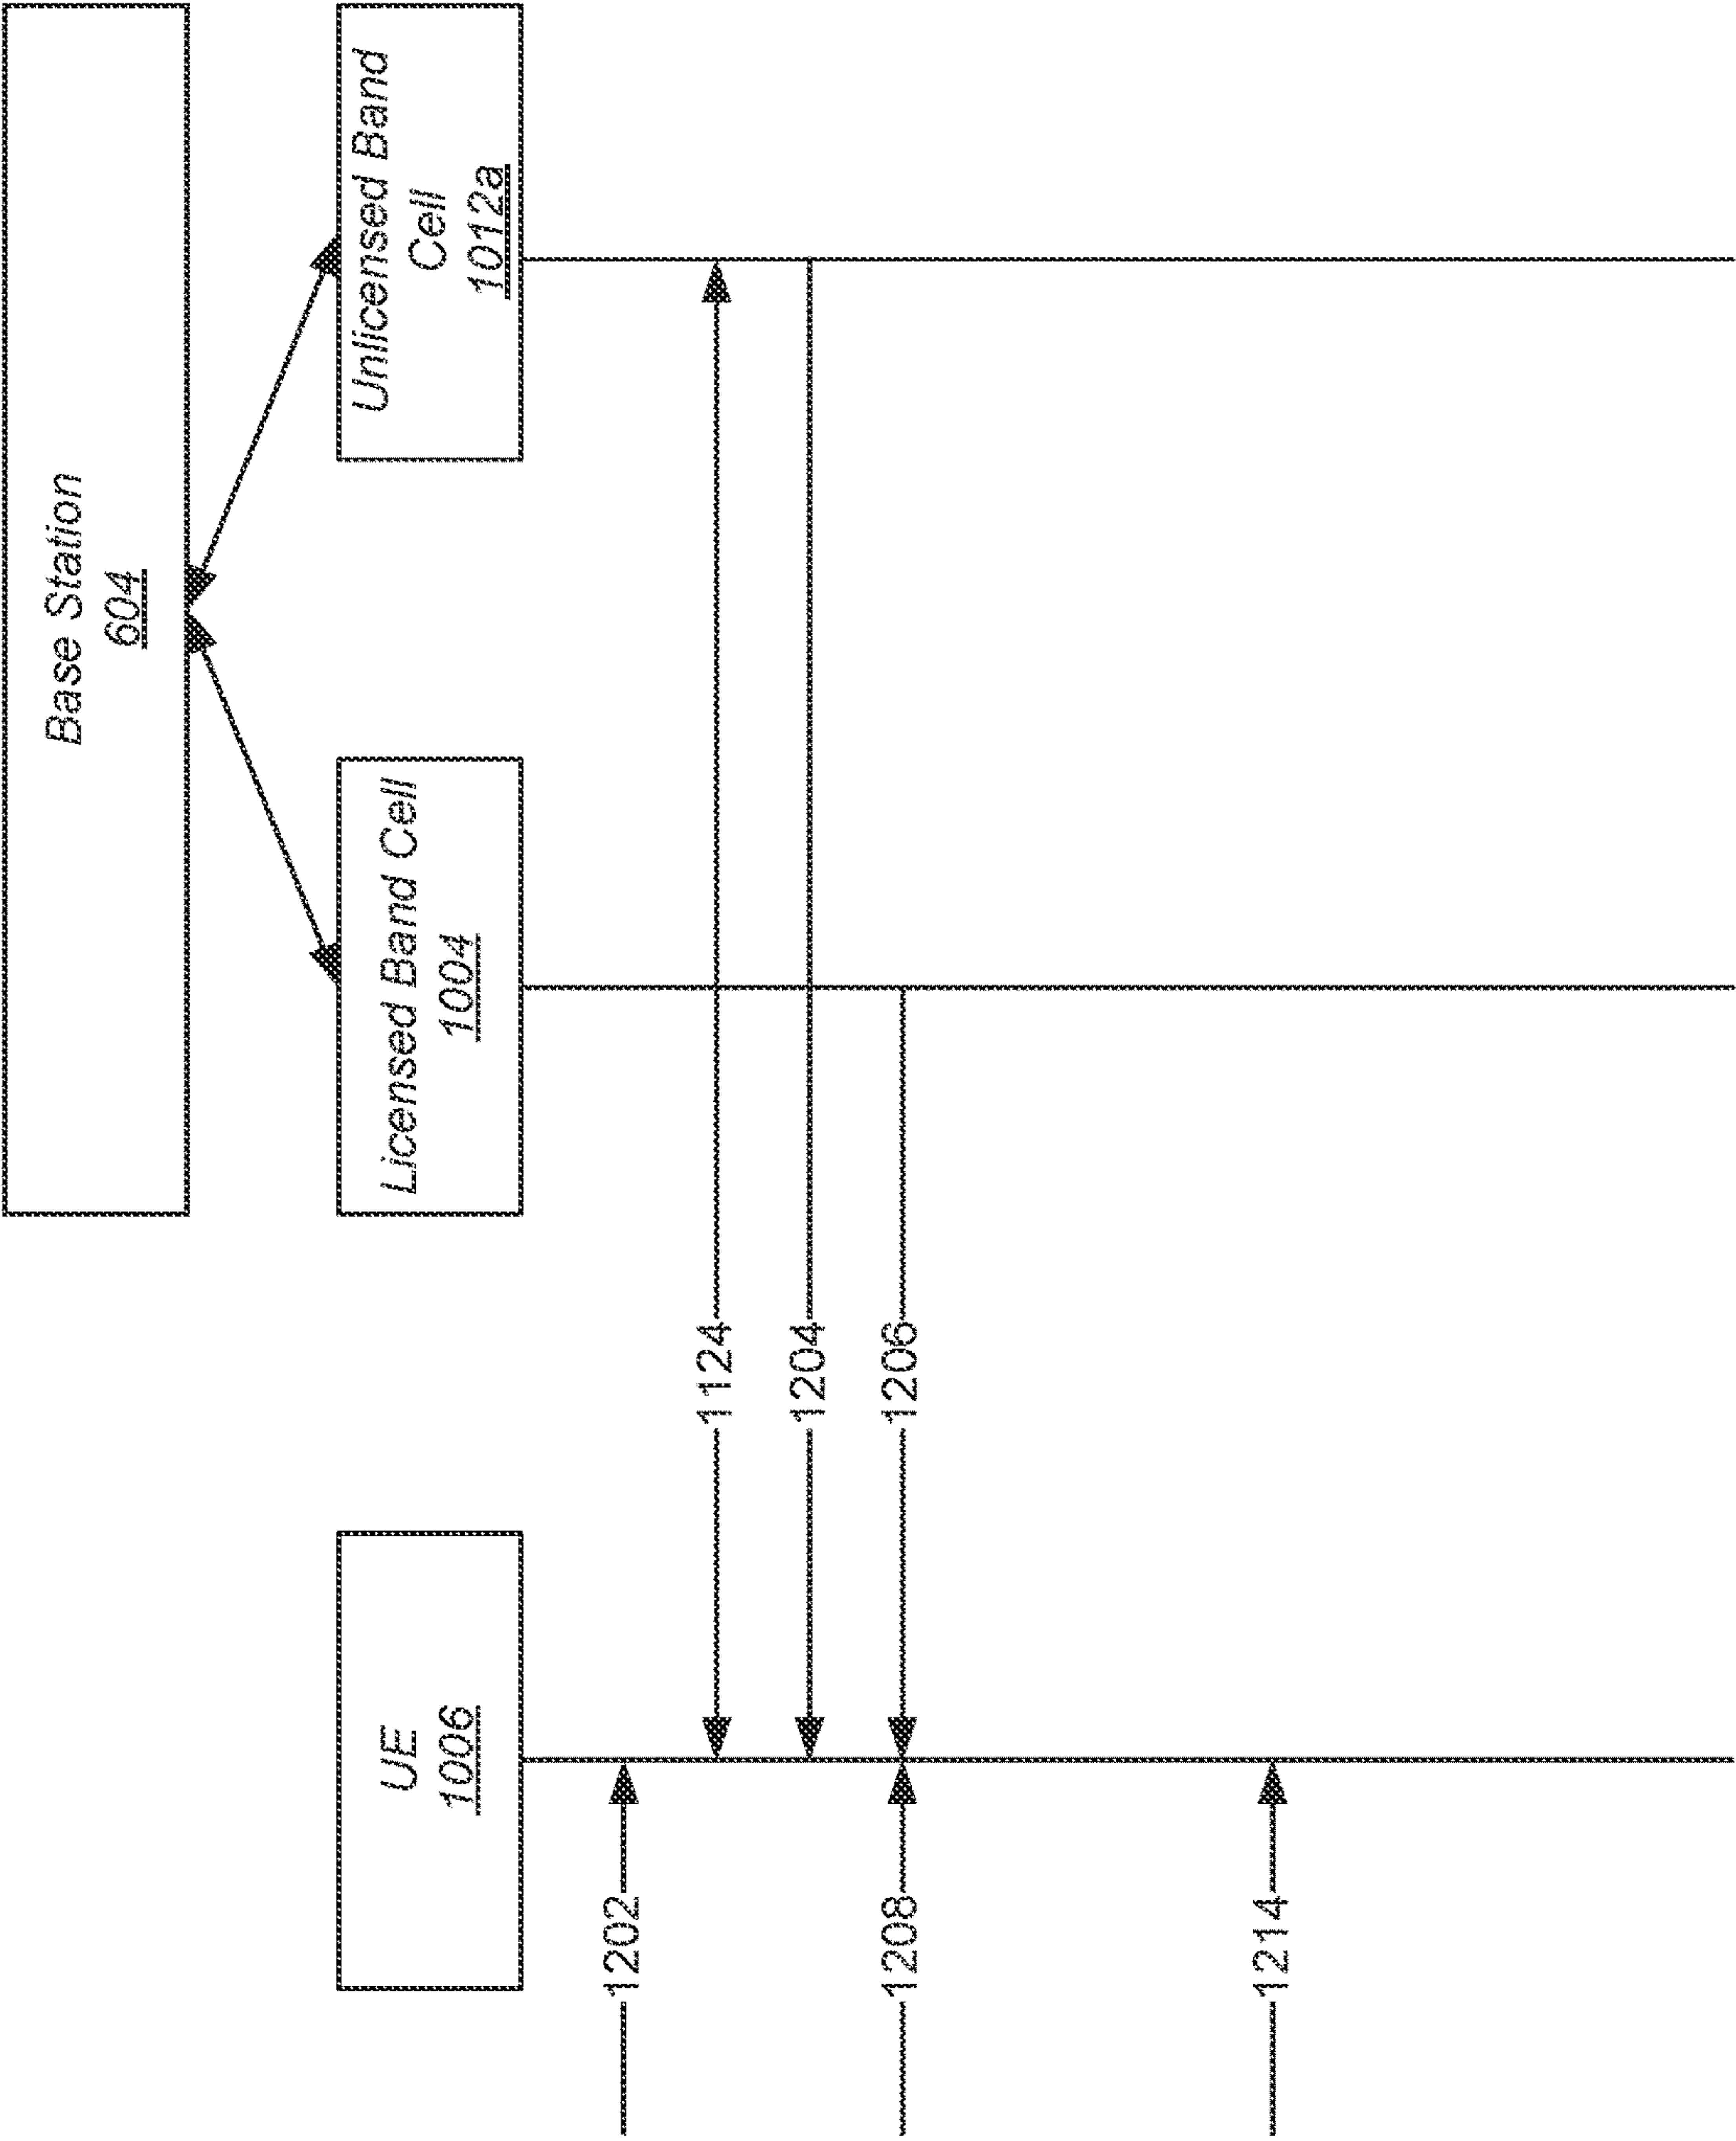 Base Station
604
UE
1006
Licensed Band Cell
1004
Unlicensed Band
Cell
1012a
1202
1124
1204
1206
1208
1214